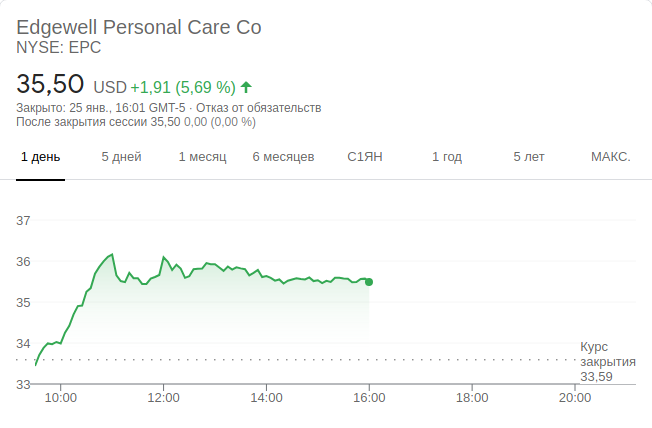 Edgewell Personal Care Co
NYSE: EPC
35,50 USD +1,91 (5,69 %)
Закрыто: 25 янв., 16:01 GMT-5 · Отказ от обязательств
После закрытия сессии 35,50 0,00 (0,00 %)
1 день 5 дней 1 месяц 6 месяцев С1ЯН 1 год 5 лет МАКС.
37
36
35
34
Курс
закрытия
33,59
33
10:00 12:00 14:00 16:00 18:00 20:00